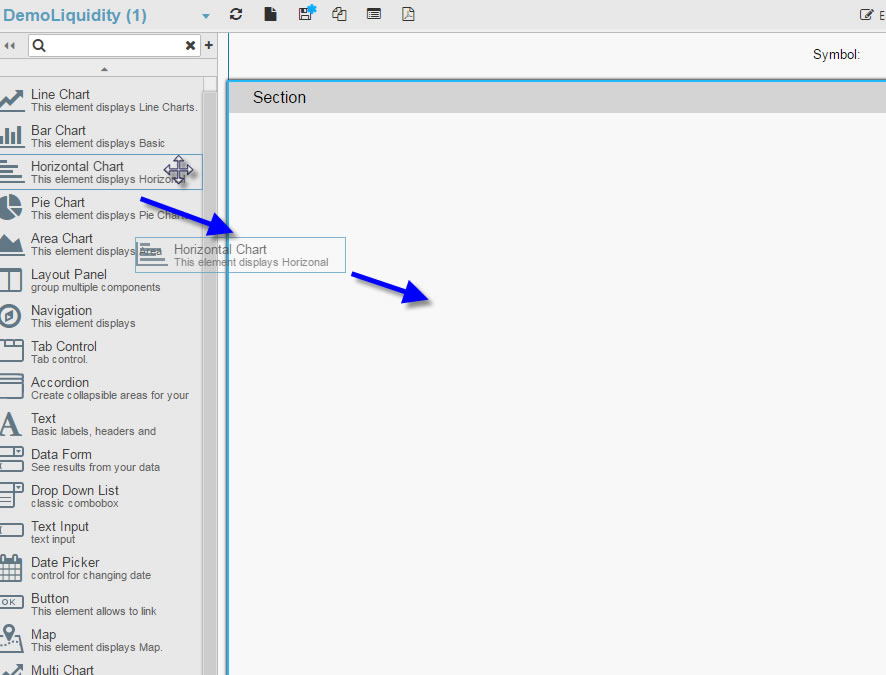 DemoLiquidity (1)
E
Symbol:
Section
Line Chart
This element displays Line Charts.
Bar Chart
This element displays Basic
Horizontal Chart
This element displays Horizonal
Pie Chart
This element displays Pie Charts
Area Chart
This element displays Area
Horizontal Chart
This element displays Horizonal
Layout Panel
group multiple components
Navigation
This element displays
Tab Control
Tab control.
Accordion
Create collapsible areas for your
Text
Basic labels, headers and
Data Form
See results from your data
Drop Down List
classic combobox
Text Input
text input
Date Picker
control for changing date
OK
Button
This element allows to link
Map
This element displays Map.
Multi Chart